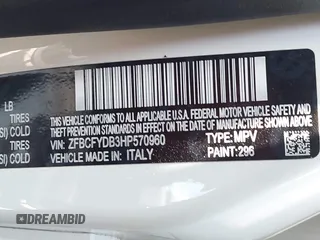 LB
TIRES
(SI) COLD
TIRES
(SI) COLD
THIS VEHICLE CONFORMS TO ALL APPLICABLE U.S. FEDERAL MOTOR VEHICLE SAFETY,
THEFT PREVENTION STANDARDS IN EFFECT ON THE DATE OF MANUFACTURE SHOWN ABOVE
VIN: ZFBCFYDB3HP570960
TYPE: MPV
MADE IN: ITALY
PAINT: 296
DREAMBID